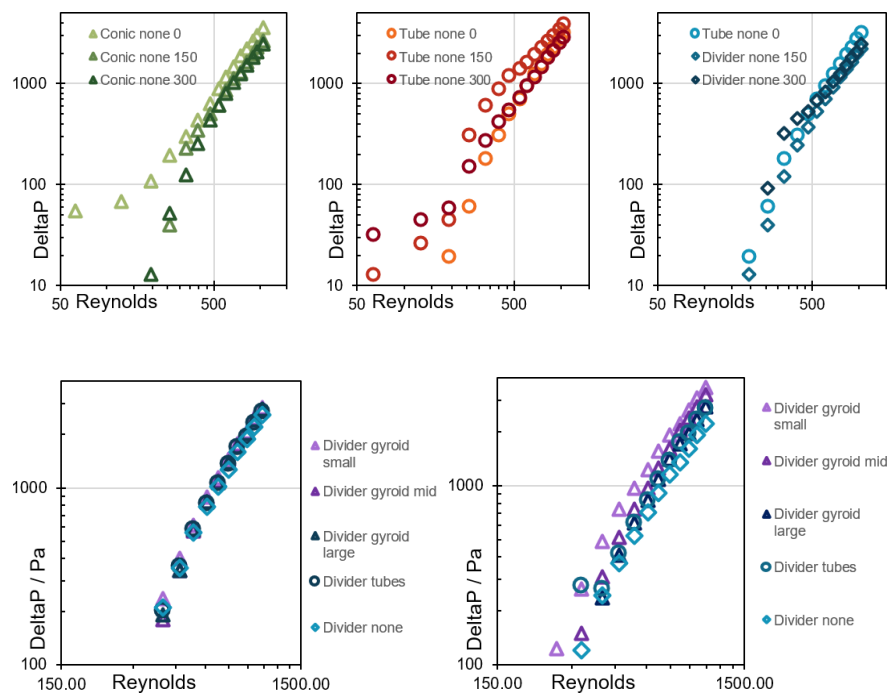 1000
100
10
50
500
DeltaP
Reynolds
Conic none 0
Conic none 150
Conic none 300
1000
100
10
50
500
DeltaP
Reynolds
Tube none 0
Tube none 150
Tube none 300
1000
100
10
50
500
DeltaP
Reynolds
Tube none 0
Divider none 150
Divider none 300
1000
100
150.00
1500.00
DeltaP / Pa
Reynolds
Divider gyroid
small
Divider gyroid mid
Divider gyroid
large
Divider tubes
Divider none
1000
100
150.00
1500.00
DeltaP / Pa
Reynolds
Divider gyroid
small
Divider gyroid mid
Divider gyroid
large
Divider tubes
Divider none